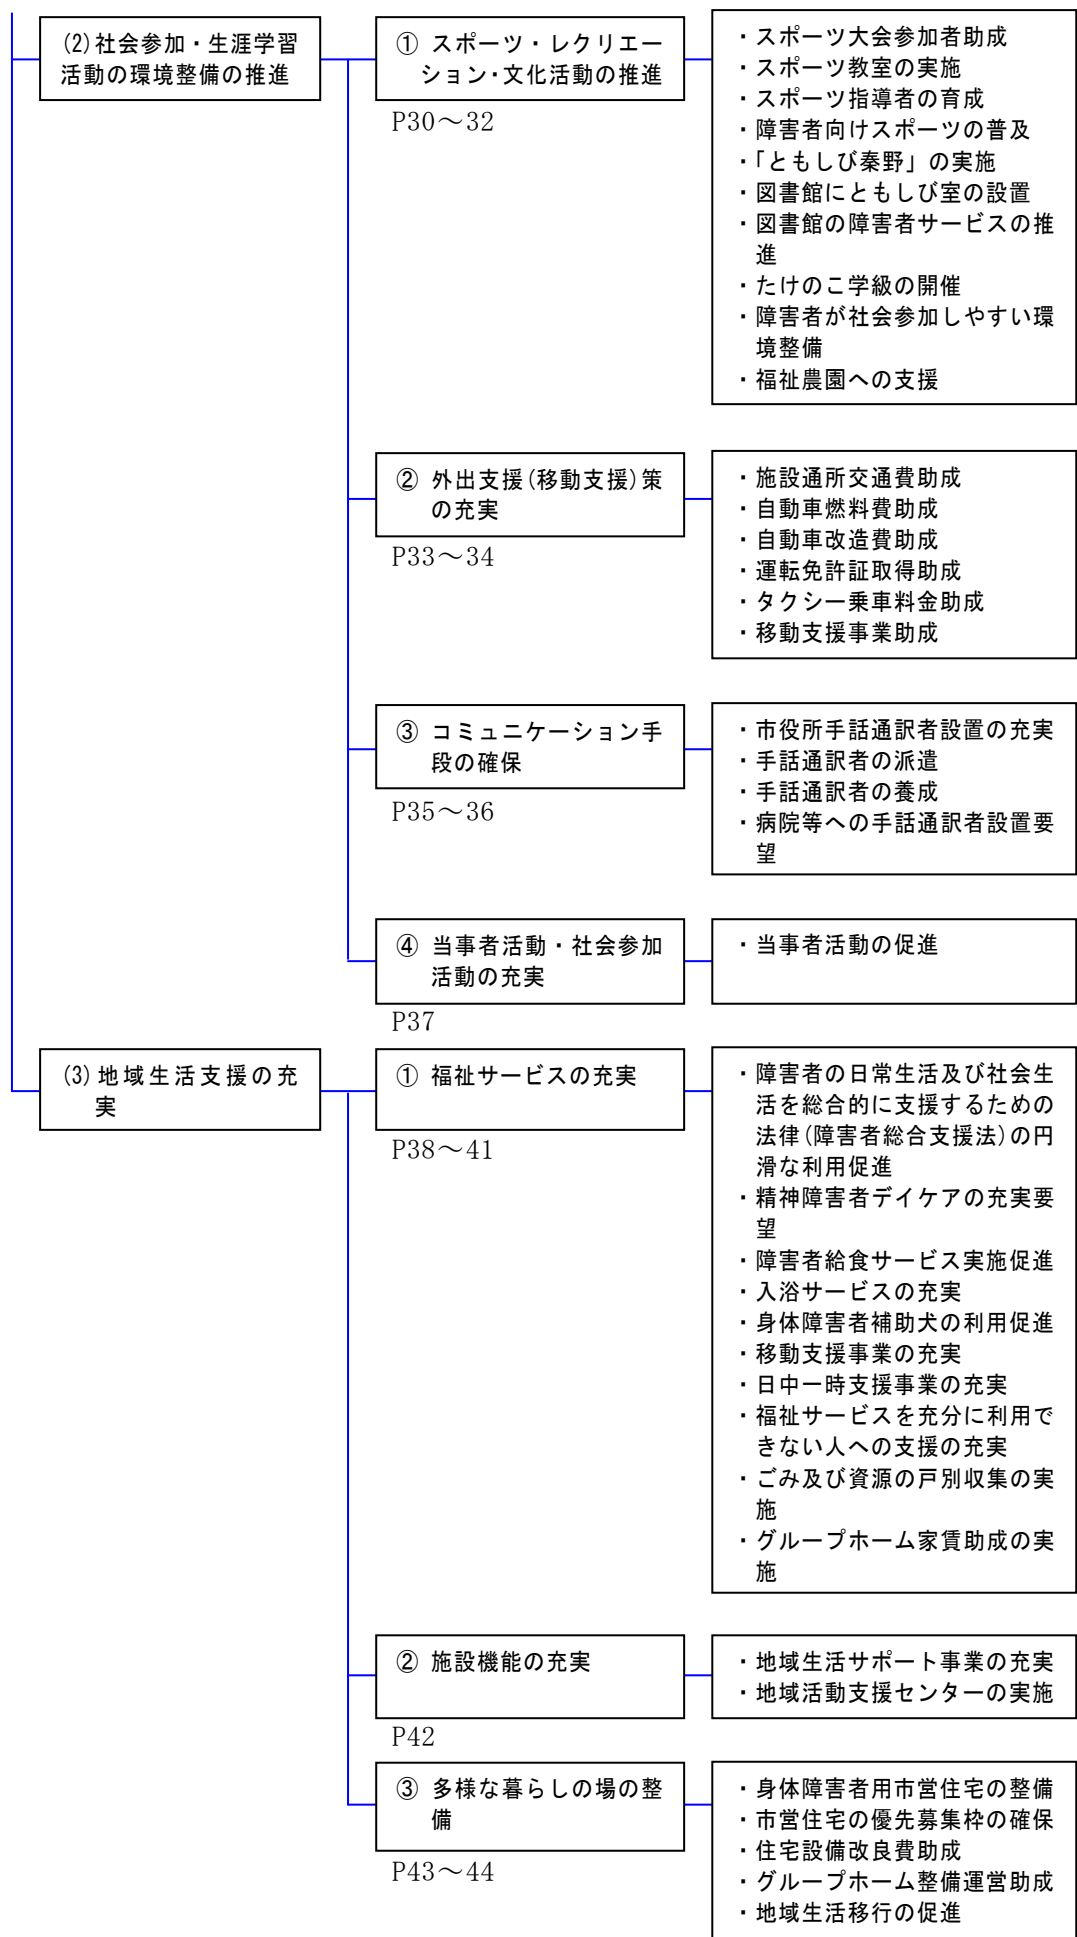 (2)社会参加・生涯学習
活動の環境整備の推進
① スポーツ・レクリエー
ション・文化活動の推進
P30～32
・スポーツ大会参加者助成
・スポーツ教室の実施
・スポーツ指導者の育成
・障害者向けスポーツの普及
・「ともしび秦野」の実施
・図書館にともしび室の設置
・図書館の障害者サービスの推
進
・たけのこ学級の開催
・障害者が社会参加しやすい環
境整備
・福祉農園への支援
② 外出支援(移動支援)策
の充実
P33～34
・施設通所交通費助成
・自動車燃料費助成
・自動車改造費助成
・運転免許証取得助成
・タクシー乗車料金助成
・移動支援事業助成
③ コミュニケーション手
段の確保
P35～36
・市役所手話通訳者設置の充実
・手話通訳者の派遣
・手話通訳者の養成
・病院等への手話通訳者設置要
望
④ 当事者活動・社会参加
活動の充実
P37
・当事者活動の促進
(3)地域生活支援の充
実
① 福祉サービスの充実
P38～41
・障害者の日常生活及び社会生
活を総合的に支援するための
法律(障害者総合支援法)の円
滑な利用促進
・精神障害者デイケアの充実要
望
・障害者給食サービス実施促進
・入浴サービスの充実
・身体障害者補助犬の利用促進
・移動支援事業の充実
・日中一時支援事業の充実
・福祉サービスを充分に利用で
きない人への支援の充実
・ごみ及び資源の戸別収集の実
施
・グループホーム家賃助成の実
施
② 施設機能の充実
P42
・地域生活サポート事業の充実
・地域活動支援センターの実施
③ 多様な暮らしの場の整
備
P43～44
・身体障害者用市営住宅の整備
・市営住宅の優先募集枠の確保
・住宅設備改良費助成
・グループホーム整備運営助成
・地域生活移行の促進